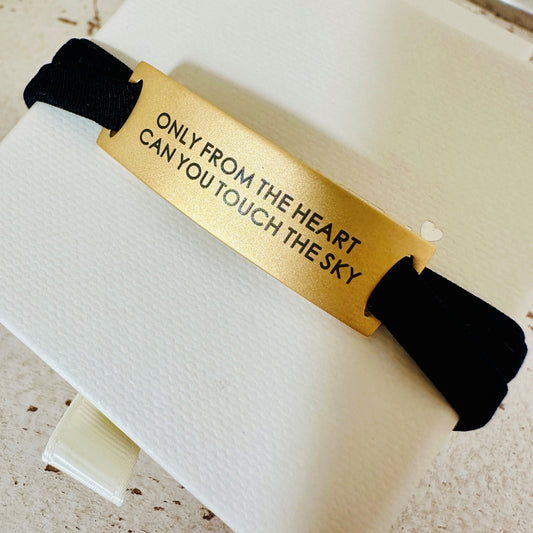 ONLY FROM THE HEART
CAN YOU TOUCH THE SKY